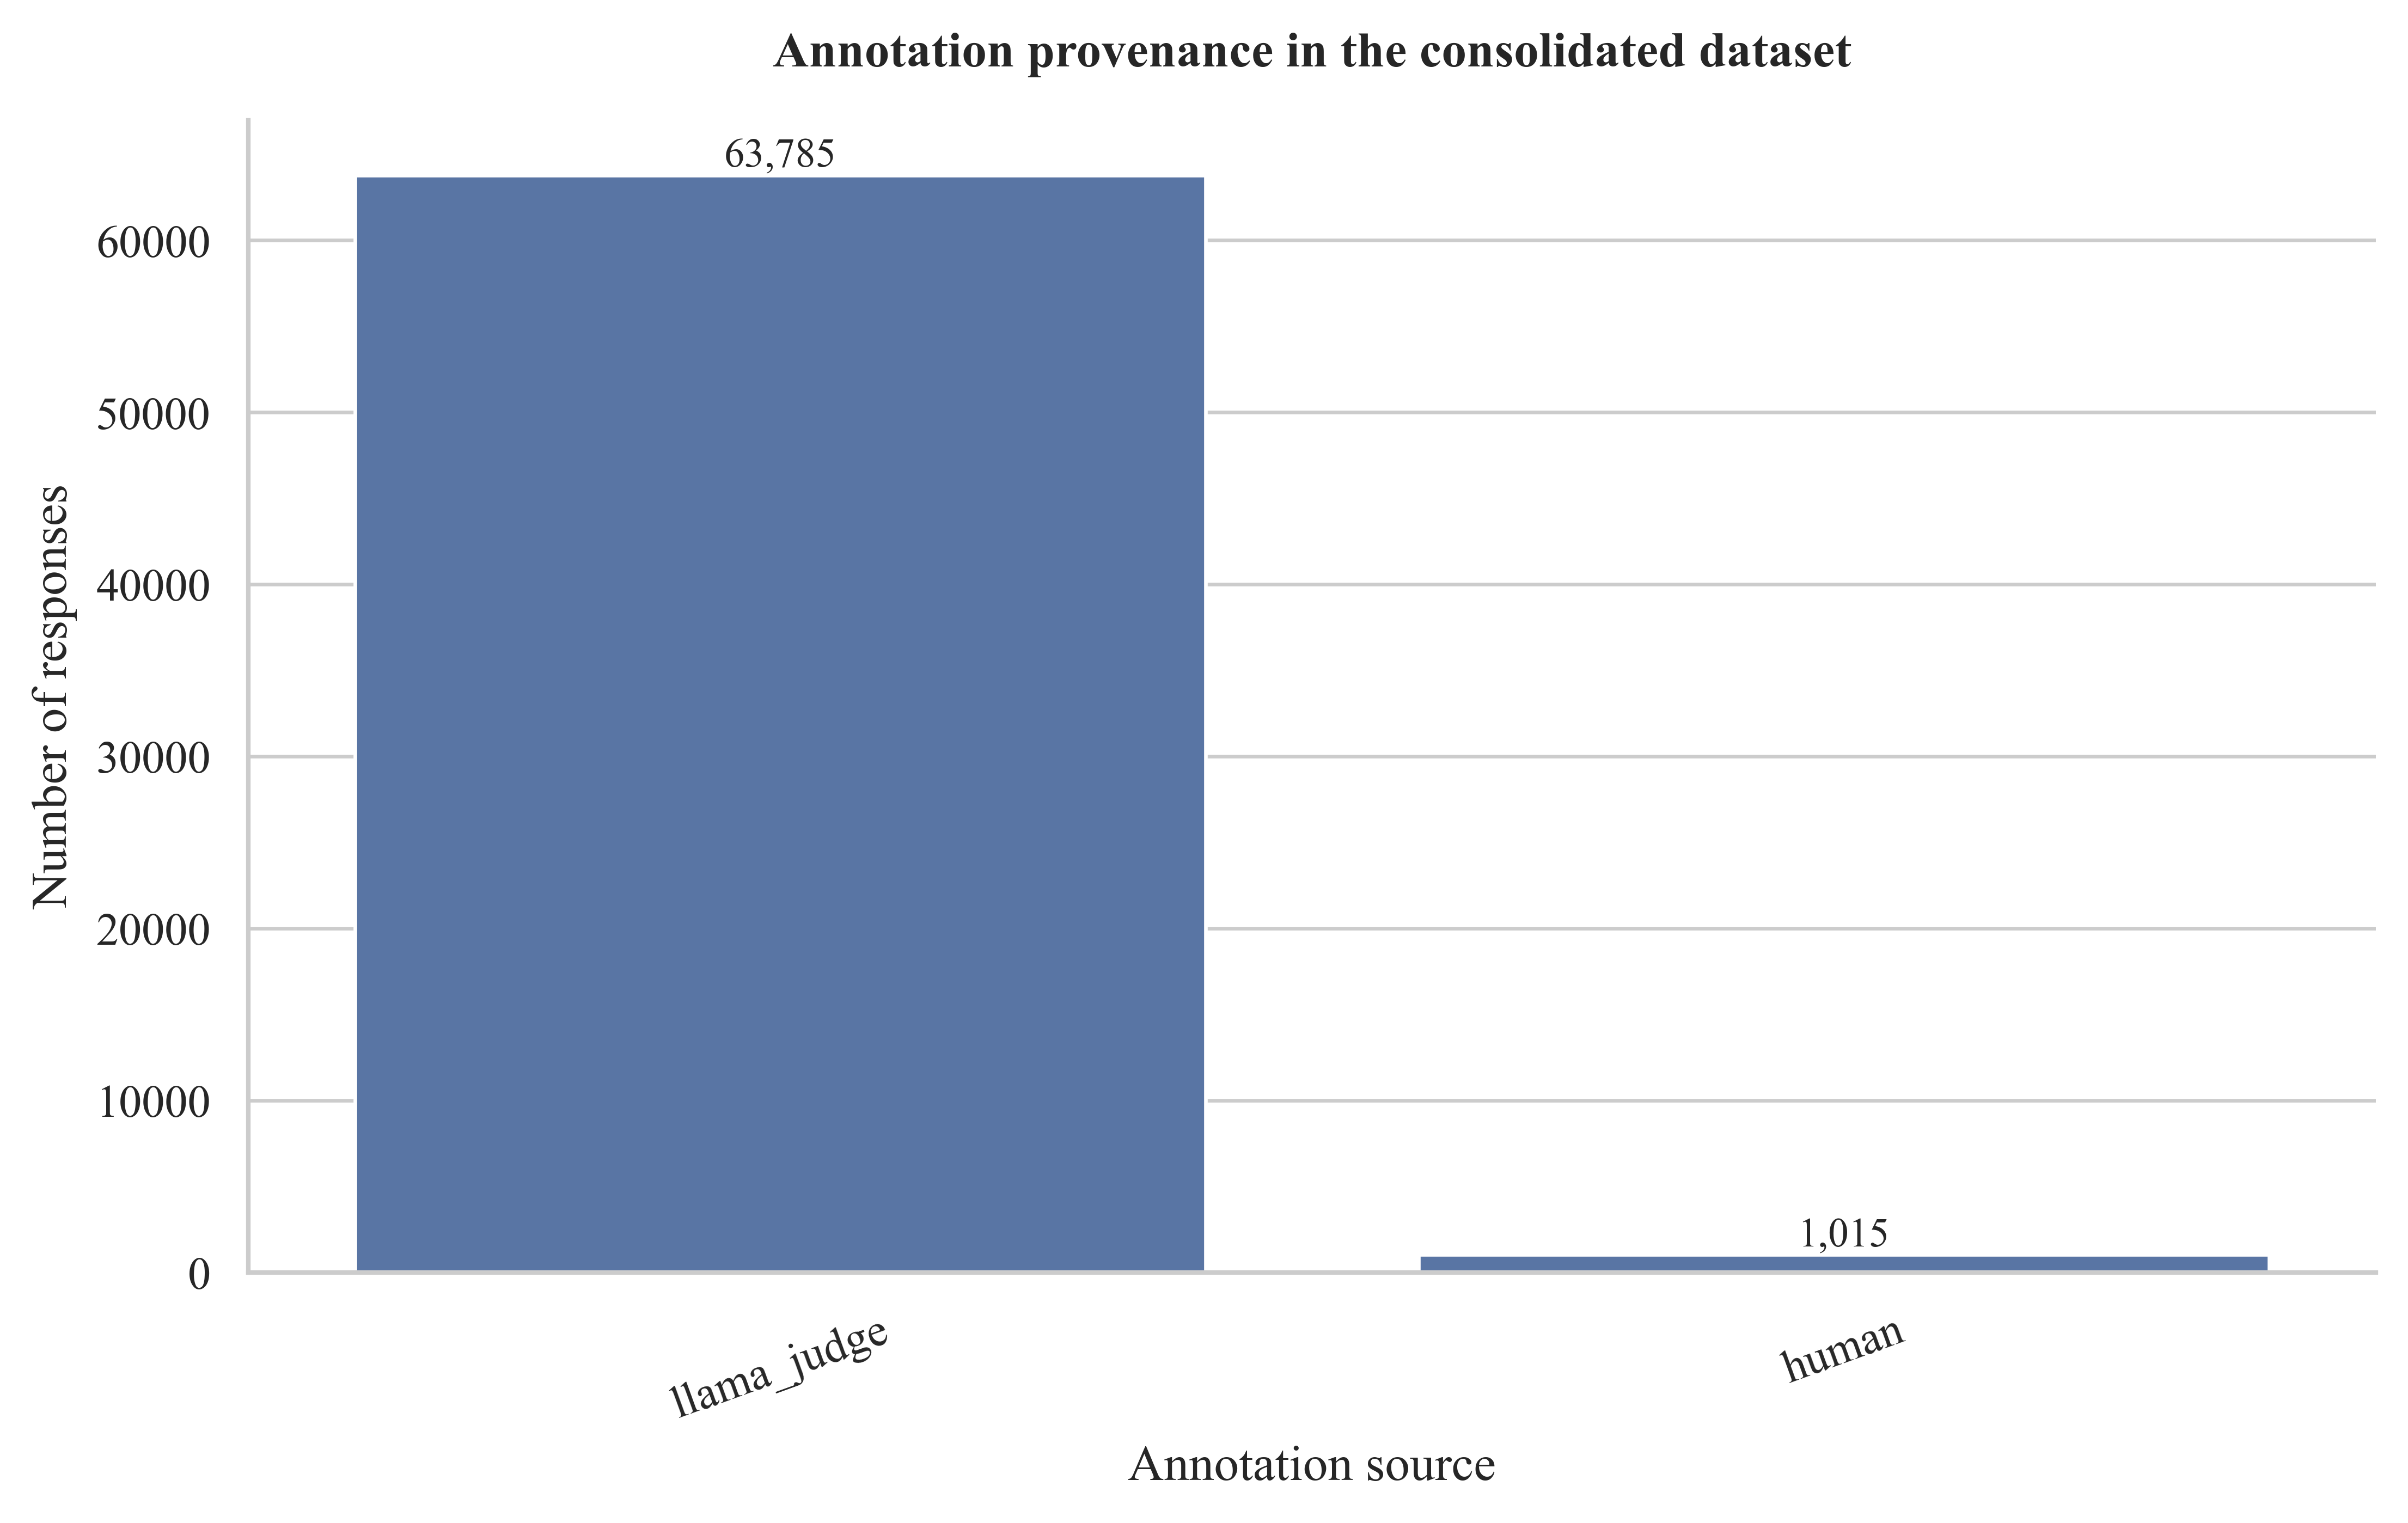 Annotation provenance in the consolidated dataset
63,785
60000
50000
40000
30000
20000
10000
0
Number of responses
1,015
llama_judge
human
Annotation source